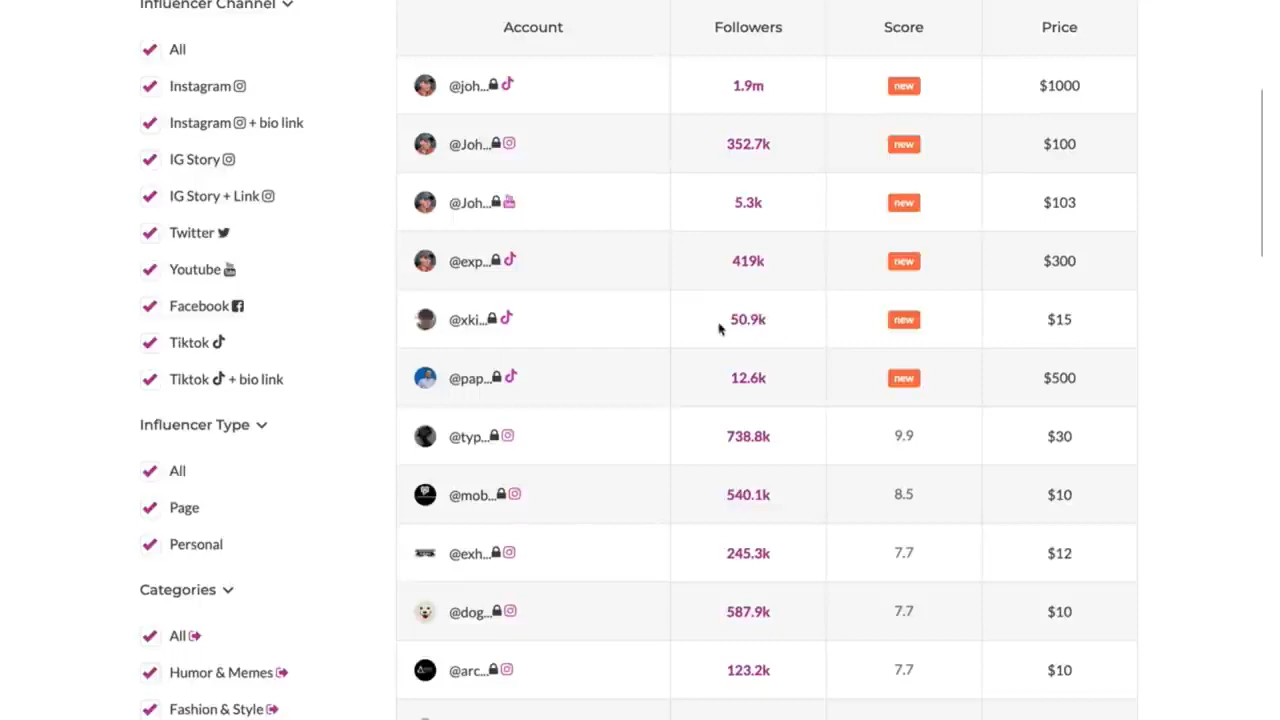 Influencer Channel
All
Instagram
Instagram + bio link
IG Story
IG Story + Link
Twitter
Youtube
Facebook
Tiktok
Tiktok + bio link
Influencer Type
All
Page
Personal
Categories
All
Humor & Memes
Fashion & Style
Account Followers Score Price
@joh... 1.9m new $1000
@Joh... 352.7k new $100
@Joh... 5.3k new $103
@exp... 419k new $300
@xki... 50.9k new $15
@pap... 12.6k new $500
@typ... 738.8k 9.9 $30
@mob... 540.1k 8.5 $10
@exh... 245.3k 7.7 $12
@dog... 587.9k 7.7 $10
@arc... 123.2k 7.7 $10